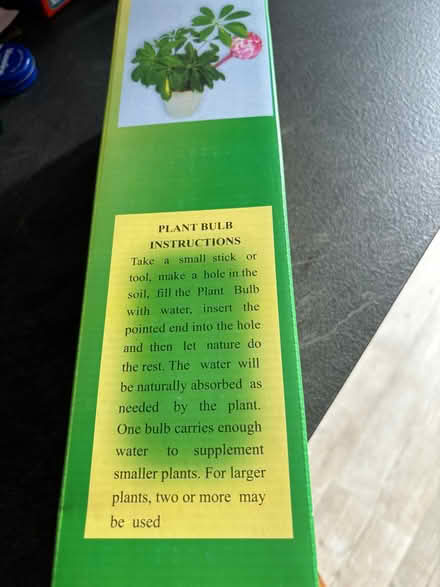 PLANT BULB
INSTRUCTIONS
Take a small stick or
tool, make a hole in the
soil, fill the Plant Bulb
with water, insert the
pointed end into the hole
and then let nature do
the rest. The water will
be naturally absorbed as
needed by the plant.
One bulb carries enough
water to supplement
smaller plants. For larger
plants, two or more may
be used